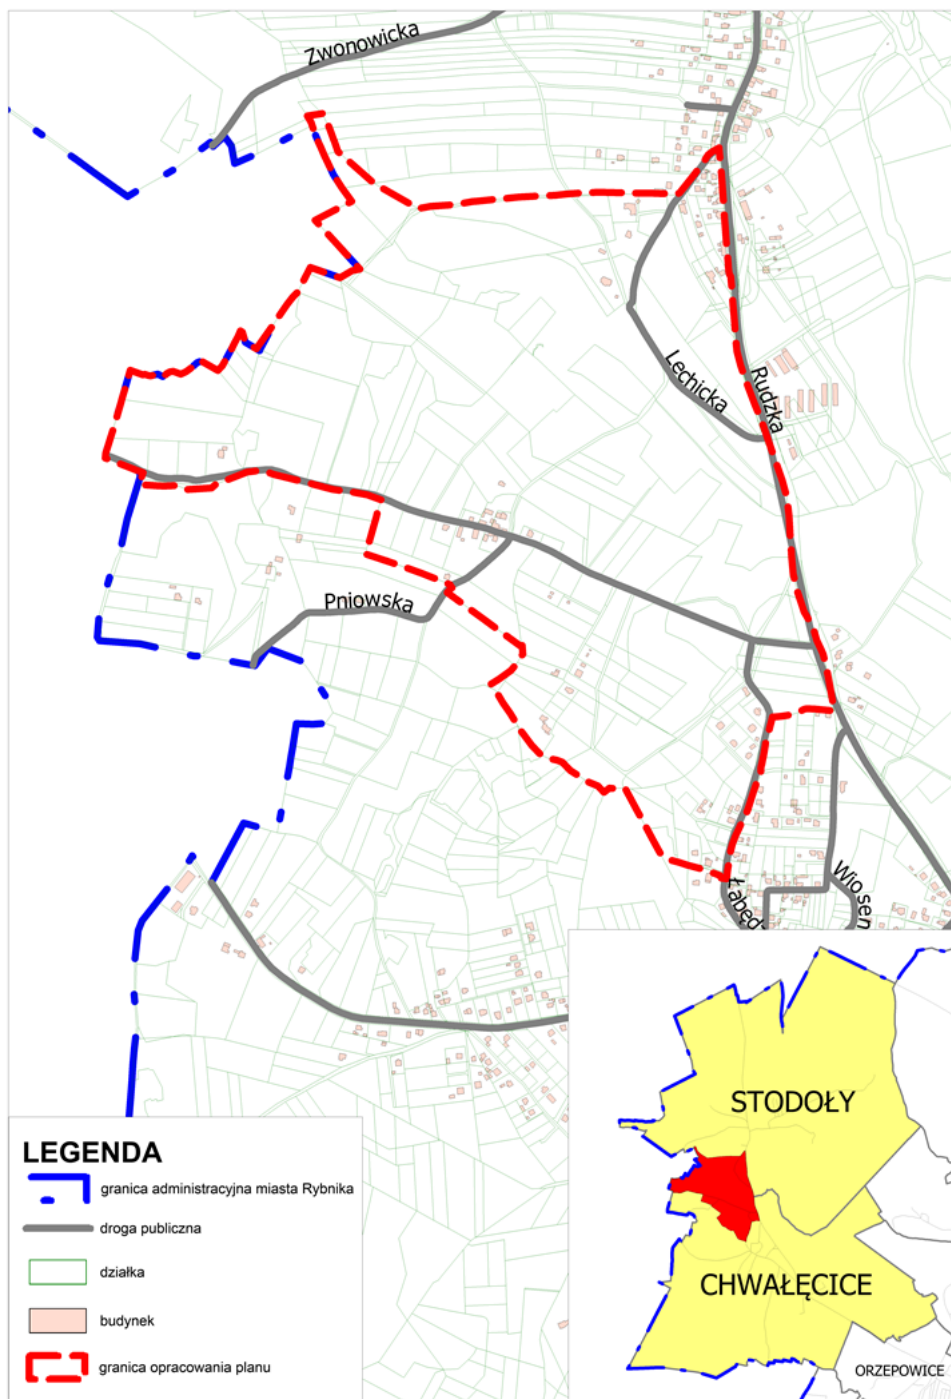 Zwonowicka
Lechicka
Rudzka
Pniowska
Łabędz
Wiosen
LEGENDA
granica administracyjna miasta Rybnika
droga publiczna
działka
budynek
granica opracowania planu
STODOŁY
CHWAŁĘCICE
ORZEPOWICE